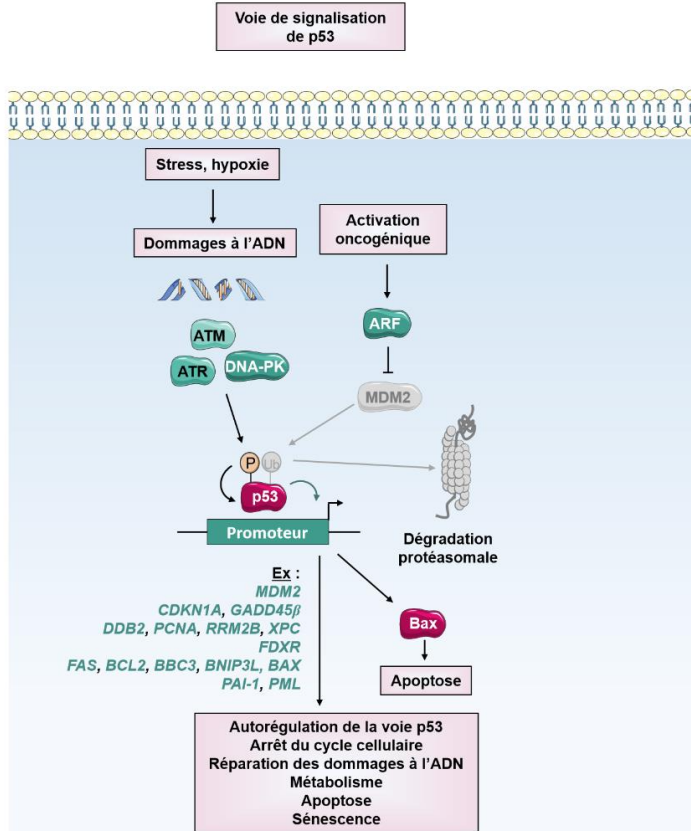 Voie de signalisation
de p53
Stress, hypoxie
Dommages à l'ADN
Activation
oncogénique
ARF
ATM
ATR
DNA-PK
MDM2
P
Ub
p53
Promoteur
Dégradation
protéasomale
Ex :
MDM2
CDKN1A, GADD45β
DDB2, PCNA, RRM2B, XPC
FDXR
FAS, BCL2, BBC3, BNIP3L, BAX
PAI-1, PML
Bax
Apoptose
Autorégulation de la voie p53
Arrêt du cycle cellulaire
Réparation des dommages à l'ADN
Métabolisme
Apoptose
Sénescence